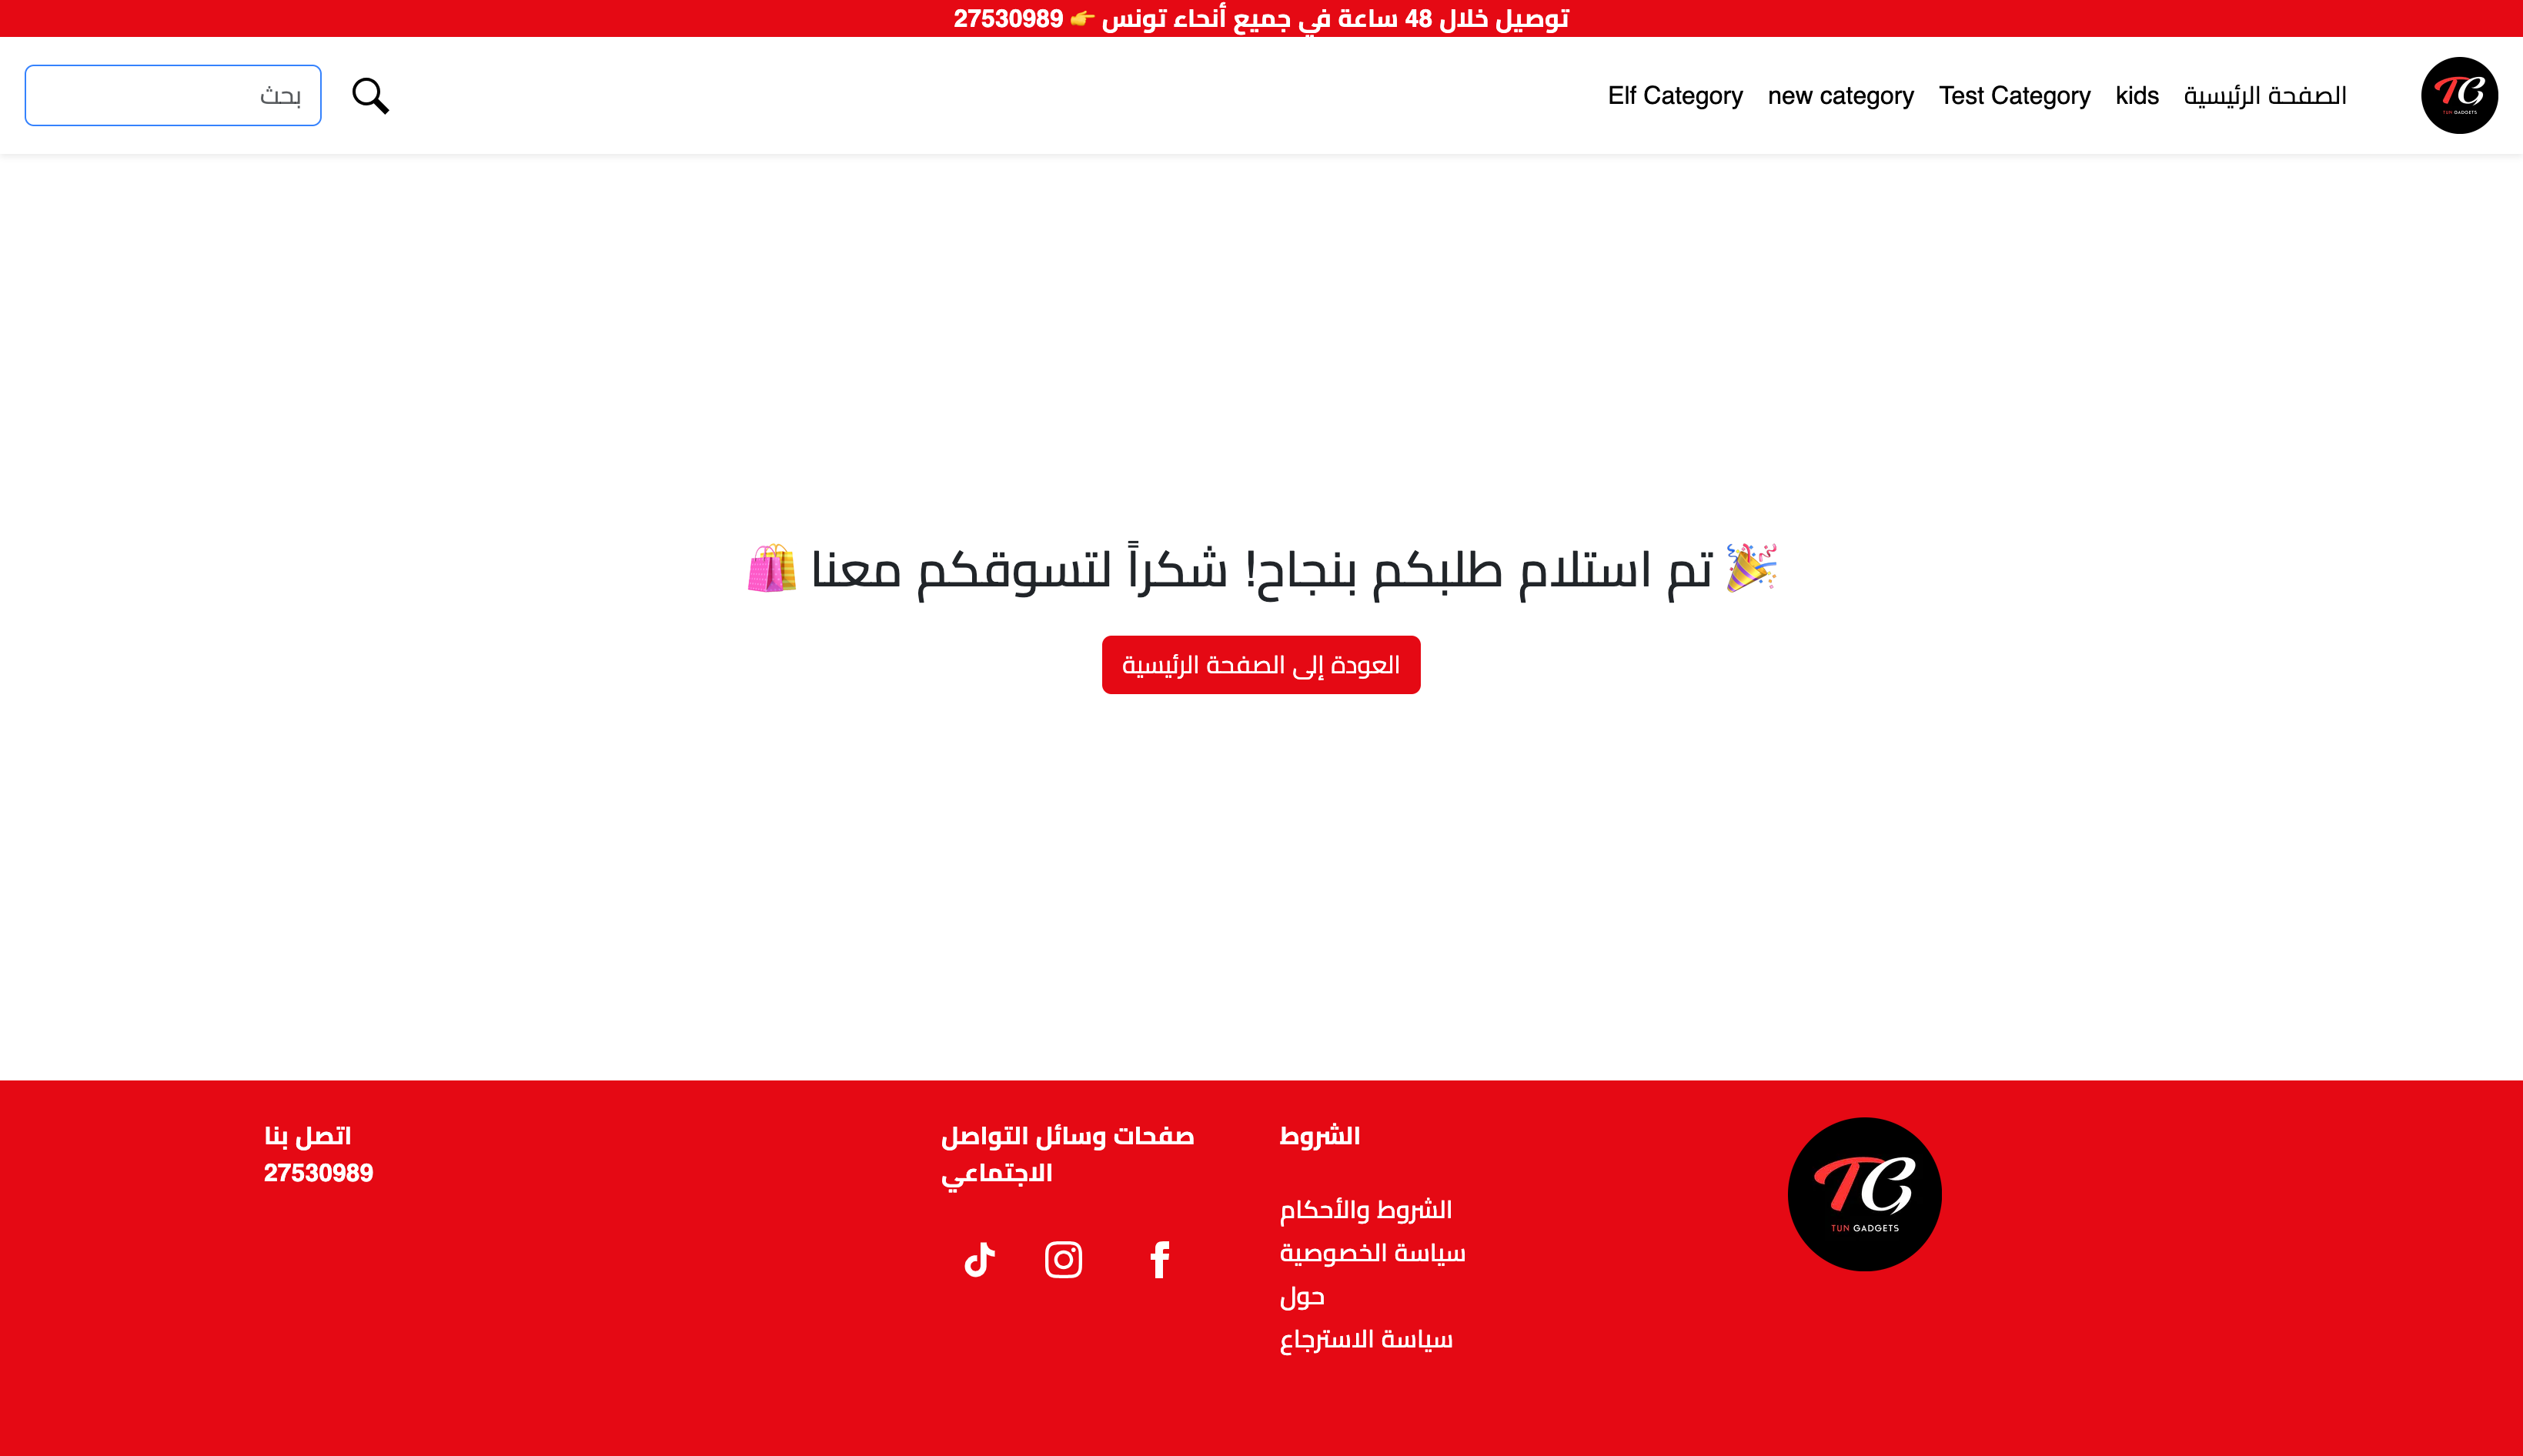 توصيل خلال 48 ساعة في جميع أنحاء تونس 👉 27530989
TG
TUN GADGETS
الصفحة الرئيسية kids Test Category new category Elf Category
بحث
🎉 تم استلام طلبكم بنجاح! شكراً لتسوقكم معنا 🛍️
العودة إلى الصفحة الرئيسية
TG
TUN GADGETS
الشروط
الشروط والأحكام
سياسة الخصوصية
حول
سياسة الاسترجاع
صفحات وسائل التواصل
الاجتماعي
اتصل بنا
27530989